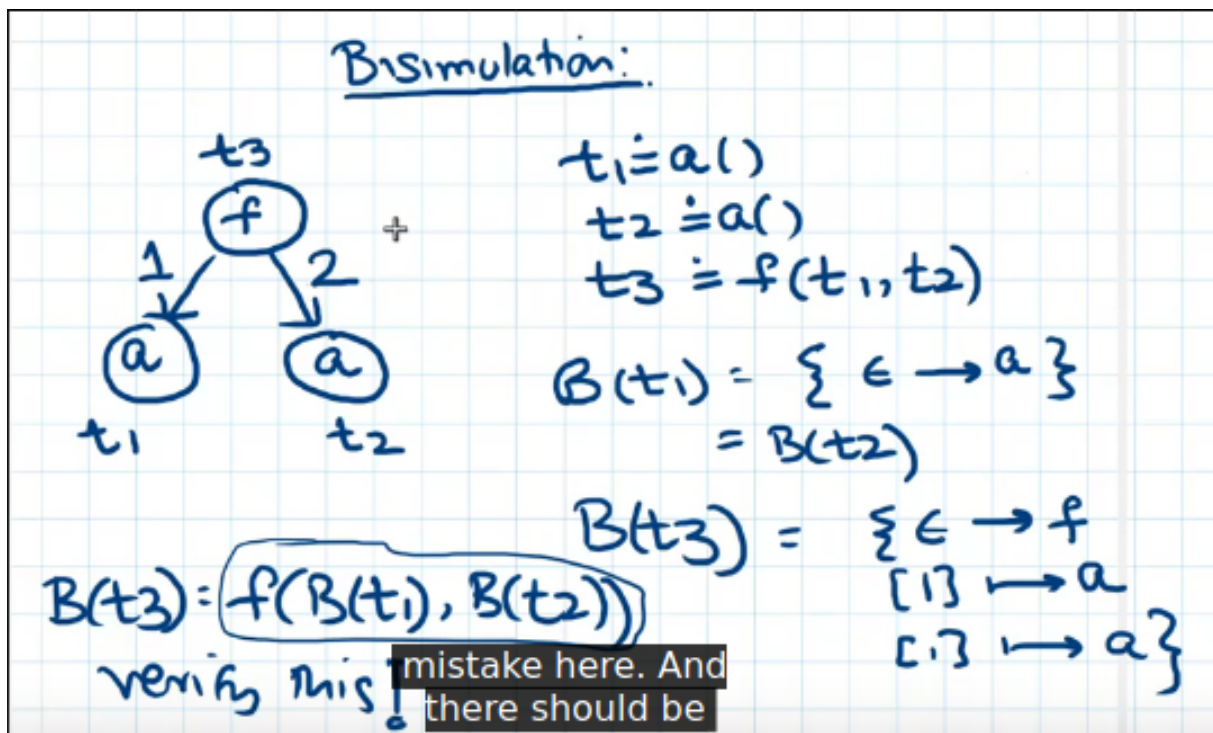 Bisimulation:
t3
f
1 2
a a
t1 t2
t1 ≐ a()
t2 ≐ a()
t3 ≐ f(t1, t2)
B(t1) = { ϵ → a }
= B(t2)
B(t3) = { ϵ → f
[1] ↦ a
[1] ↦ a }
B(t3) = f(B(t1), B(t2))
verify this!
mistake here. And
there should be